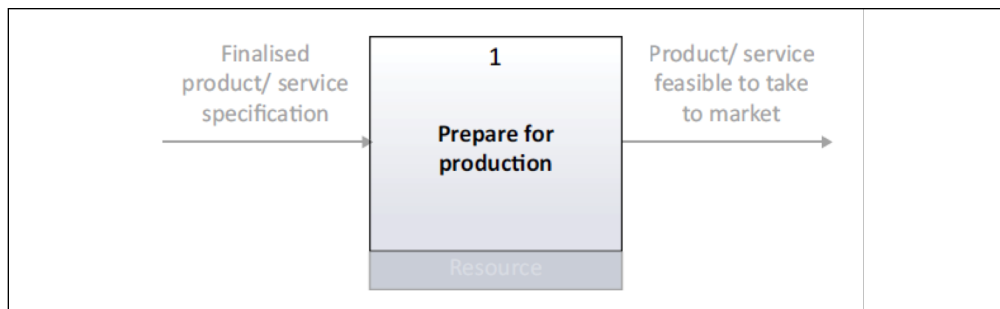 Finalised
product/ service
specification
1
Prepare for
production
Resource
Product/ service
feasible to take
to market